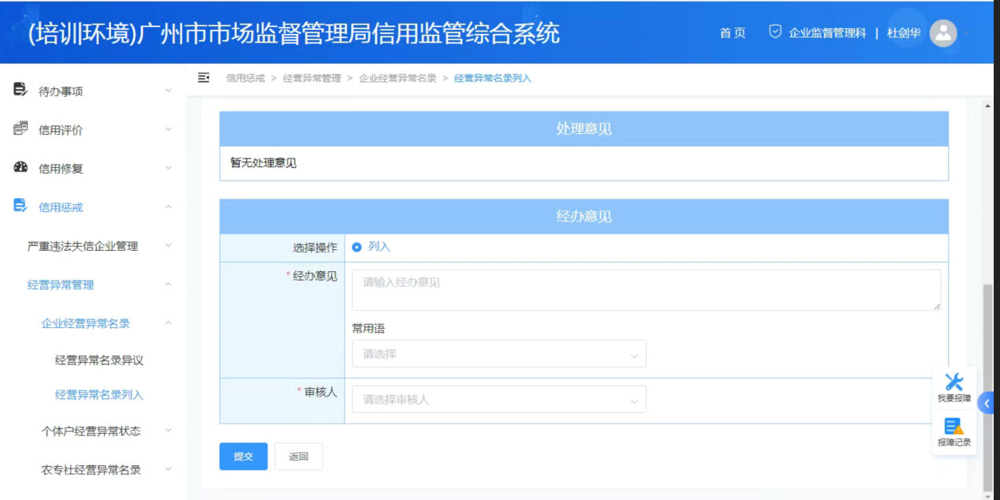 (培训环境)广州市市场监督管理局信用监管综合系统
首页 企业监督管理科 | 杜剑华
信用惩戒 > 经营异常管理 > 企业经营异常名录 > 经营异常名录列入
待办事项
信用评价
信用修复
信用惩戒
严重违法失信企业管理
经营异常管理
企业经营异常名录
经营异常名录异议
经营异常名录列入
个体户经营异常状态
农专社经营异常名录
处理意见
暂无处理意见
经办意见
选择操作 列入
*经办意见 请输入经办意见
常用语
请选择
*审核人 请选择审核人
提交 返回
我要报障
报障记录